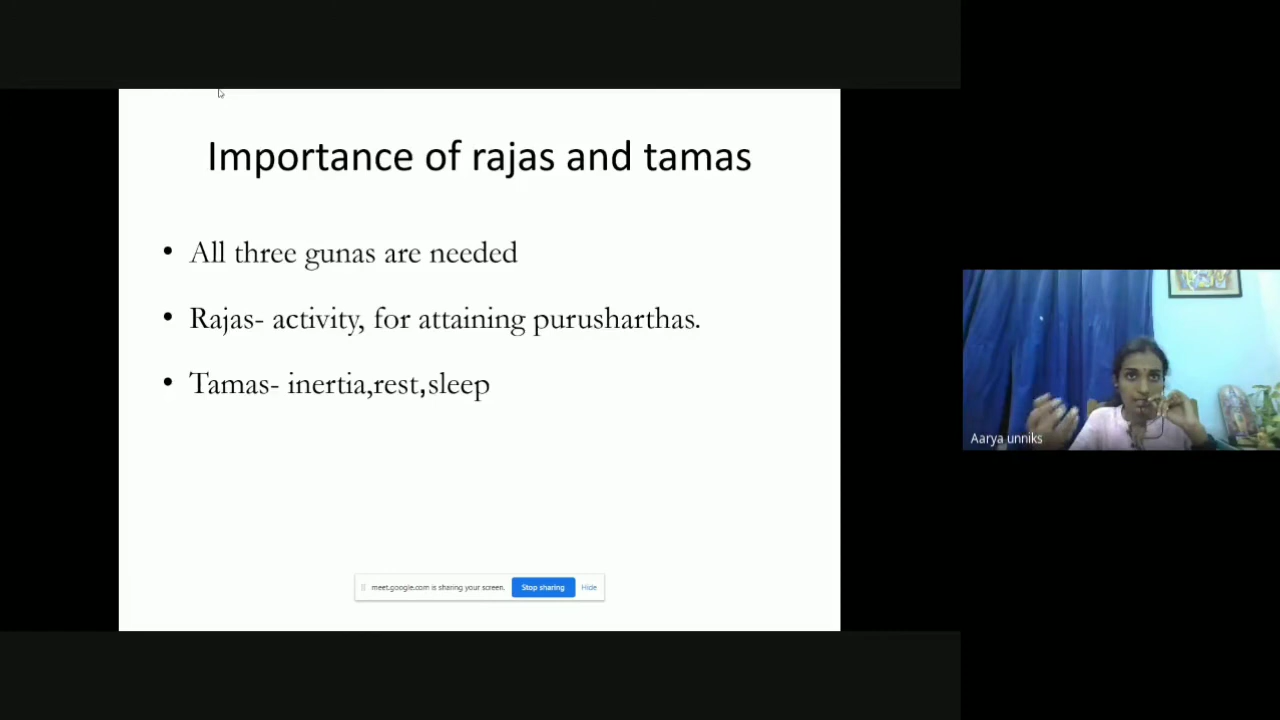 Importance of rajas and tamas
• All three gunas are needed
• Rajas- activity, for attaining purusharthas.
• Tamas- inertia,rest,sleep
Aarya unniks
meet.google.com is sharing your screen. Stop sharing Hide